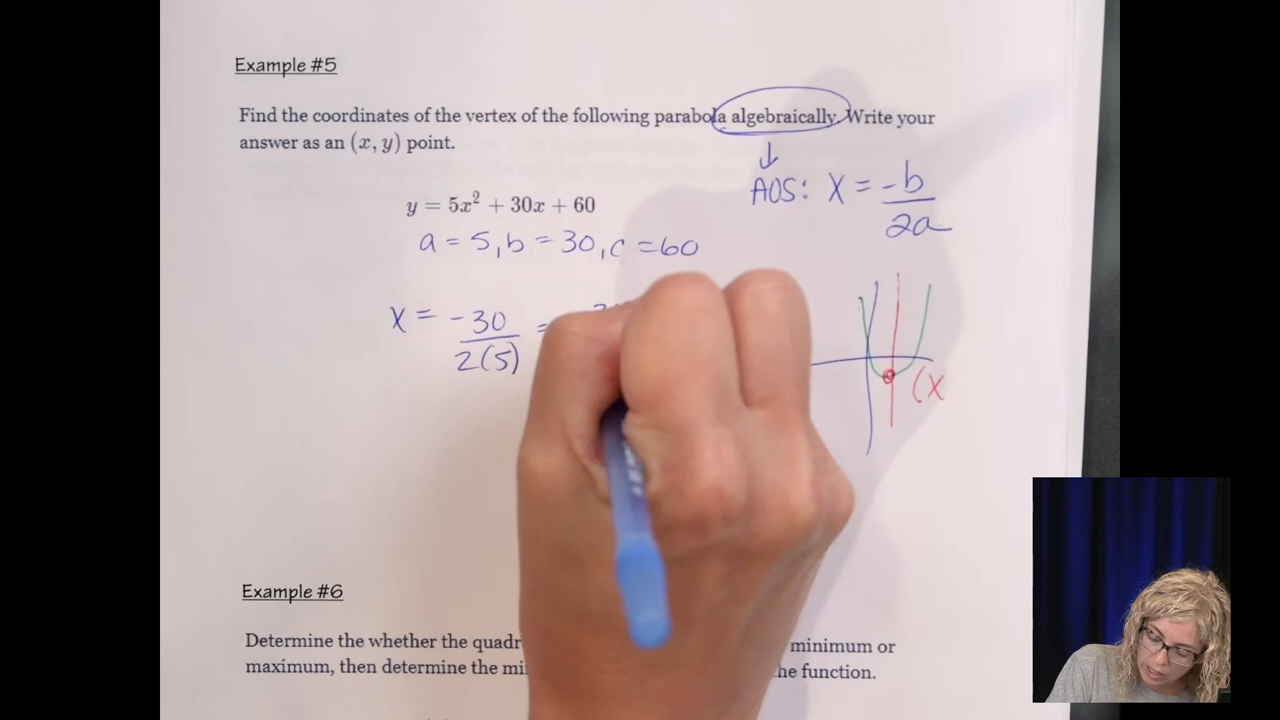 Example #5
Find the coordinates of the vertex of the following parabola algebraically. Write your
answer as an (x, y) point.
↓
AOS: x = -b/2a
y = 5x² + 30x + 60
a = 5, b = 30, c = 60
x = -30/2(5) =
(x
Example #6
Determine the whether the quadr minimum or
maximum, then determine the mi he function.